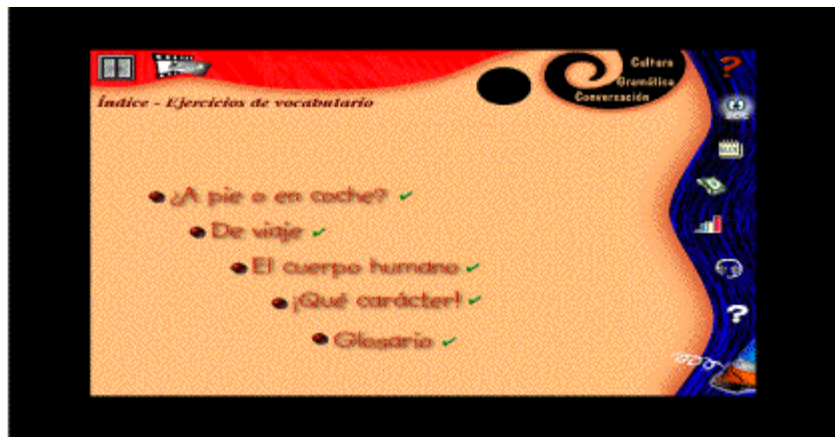 Cultura
Gramática
Conversación
Índice - Ejercicios de vocabulario
¿A pie o en coche?
De viaje
El cuerpo humano
¡Qué carácter!
Glosario